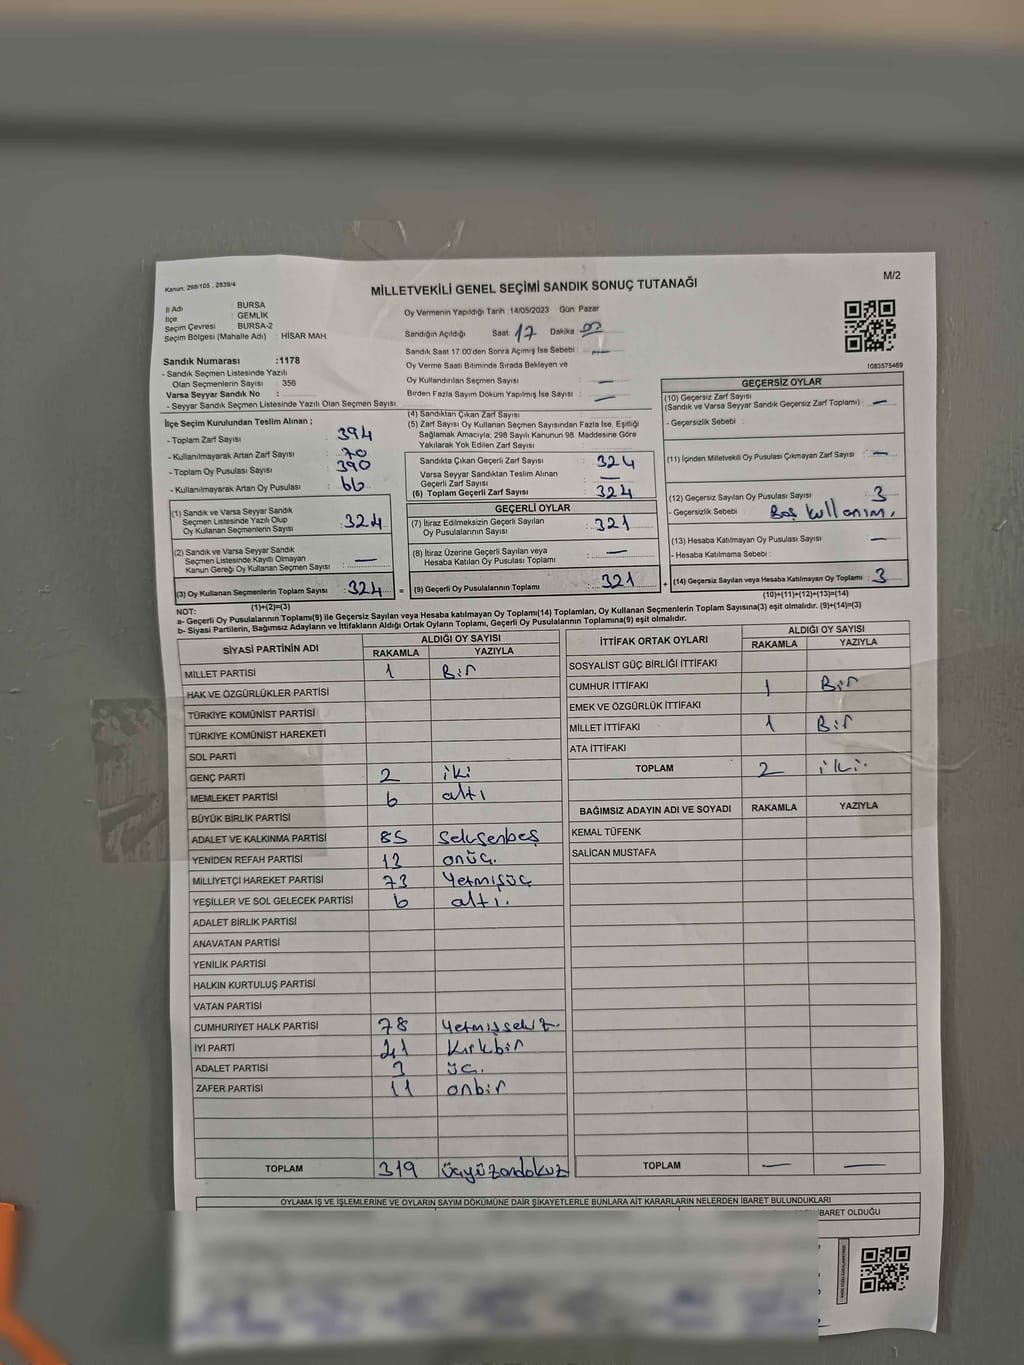 Kanun, 298/105 , 2839/4
MİLLETVEKİLİ GENEL SEÇİMİ SANDIK SONUÇ TUTANAĞI
M/2
İl Adı : BURSA
İlçe : GEMLİK
Seçim Çevresi : BURSA-2
Seçim Bölgesi (Mahalle Adı) : HİSAR MAH
Sandık Numarası :1178
- Sandık Seçmen Listesinde Yazılı
Olan Seçmenlerin Sayısı : 356
Varsa Seyyar Sandık No :
- Seyyar Sandık Seçmen Listesinde Yazılı Olan Seçmen Sayısı
Oy Vermenin Yapıldığı Tarih :14/05/2023 Gün: Pazar
Sandığın Açıldığı Saat 17 Dakika 00
Sandık Saat 17:00'den Sonra Açılmış İse Sebebi : —
Oy Verme Saati Bitiminde Sırada Bekleyen ve
Oy Kullandırılan Seçmen Sayısı : —
Birden Fazla Sayım Döküm Yapılmış İse Sayısı : —
1083575469
İlçe Seçim Kurulundan Teslim Alınan ;
- Toplam Zarf Sayısı : 394
- Kullanılmayarak Artan Zarf Sayısı : 70
- Toplam Oy Pusulası Sayısı : 390
- Kullanılmayarak Artan Oy Pusulası : 66
(1) Sandık ve Varsa Seyyar Sandık
Seçmen Listesinde Yazılı Olup
Oy Kullanan Seçmenlerin Sayısı : 324
(2) Sandık ve Varsa Seyyar Sandık
Seçmen Listesinde Kayıtlı Olmayan
Kanun Gereği Oy Kullanan Seçmen Sayısı : —
(3) Oy Kullanan Seçmenlerin Toplam Sayısı : 324
(1)+(2)=(3)
(4) Sandıktan Çıkan Zarf Sayısı :
(5) Zarf Sayısı Oy Kullanan Seçmen Sayısından Fazla İse, Eşitliği
Sağlamak Amacıyla; 298 Sayılı Kanunun 98. Maddesine Göre
Yakılarak Yok Edilen Zarf Sayısı :
Sandıkta Çıkan Geçerli Zarf Sayısı : 324
Varsa Seyyar Sandıktan Teslim Alınan
Geçerli Zarf Sayısı : —
(6) Toplam Geçerli Zarf Sayısı : 324
GEÇERLİ OYLAR
(7) İtiraz Edilmeksizin Geçerli Sayılan
Oy Pusulalarının Sayısı : 321
(8) İtiraz Üzerine Geçerli Sayılan veya
Hesaba Katılan Oy Pusulası Toplamı : —
= (9) Geçerli Oy Pusulalarının Toplamı : 321 +
GEÇERSİZ OYLAR
(10) Geçersiz Zarf Sayısı
(Sandık ve Varsa Seyyar Sandık Geçersiz Zarf Toplamı) : —
- Geçersizlik Sebebi :
(11) İçinden Milletvekili Oy Pusulası Çıkmayan Zarf Sayısı : —
(12) Geçersiz Sayılan Oy Pusulası Sayısı : 3
- Geçersizlik Sebebi : Boş kullanım.
(13) Hesaba Katılmayan Oy Pusulası Sayısı : —
- Hesaba Katılmama Sebebi :
(14) Geçersiz Sayılan veya Hesaba Katılmayan Oy Toplamı : 3
(10)+(11)+(12)+(13)=(14)
NOT:
a- Geçerli Oy Pusulalarının Toplamı(9) ile Geçersiz Sayılan veya Hesaba katılmayan Oy Toplamı(14) Toplamları, Oy Kullanan Seçmenlerin Toplam Sayısına(3) eşit olmalıdır. (9)+(14)=(3)
b- Siyasi Partilerin, Bağımsız Adayların ve İttifakların Aldığı Ortak Oyların Toplamı, Geçerli Oy Pusulalarının Toplamına(9) eşit olmalıdır.
SİYASİ PARTİNİN ADI ALDIĞI OY SAYISI
RAKAMLA YAZIYLA
MİLLET PARTİSİ 1 Bir
HAK VE ÖZGÜRLÜKLER PARTİSİ
TÜRKİYE KOMÜNİST PARTİSİ
TÜRKİYE KOMÜNİST HAREKETİ
SOL PARTİ
GENÇ PARTİ 2 iki
MEMLEKET PARTİSİ 6 altı
BÜYÜK BİRLİK PARTİSİ
ADALET VE KALKINMA PARTİSİ 85 Seksenbeş
YENİDEN REFAH PARTİSİ 13 onüç.
MİLLİYETÇİ HAREKET PARTİSİ 73 Yetmişüç
YEŞİLLER VE SOL GELECEK PARTİSİ 6 altı.
ADALET BİRLİK PARTİSİ
ANAVATAN PARTİSİ
YENİLİK PARTİSİ
HALKIN KURTULUŞ PARTİSİ
VATAN PARTİSİ
CUMHURİYET HALK PARTİSİ 78 Yetmişsekiz
İYİ PARTİ 41 Kırkbir
ADALET PARTİSİ 3 üç.
ZAFER PARTİSİ 11 onbir
TOPLAM 319 üçyüzondokuz
İTTİFAK ORTAK OYLARI ALDIĞI OY SAYISI
RAKAMLA YAZIYLA
SOSYALİST GÜÇ BİRLİĞİ İTTİFAKI
CUMHUR İTTİFAKI 1 Bir
EMEK VE ÖZGÜRLÜK İTTİFAKI
MİLLET İTTİFAKI 1 Bir
ATA İTTİFAKI
TOPLAM 2 iki.
BAĞIMSIZ ADAYIN ADI VE SOYADI RAKAMLA YAZIYLA
KEMAL TÜFENK
SALİCAN MUSTAFA
TOPLAM — —
OYLAMA İŞ VE İŞLEMLERİNE VE OYLARIN SAYIM DÖKÜMÜNE DAİR ŞİKAYETLERLE BUNLARA AİT KARARLARIN NELERDEN İBARET BULUNDUKLARI
İBARET OLDUĞU